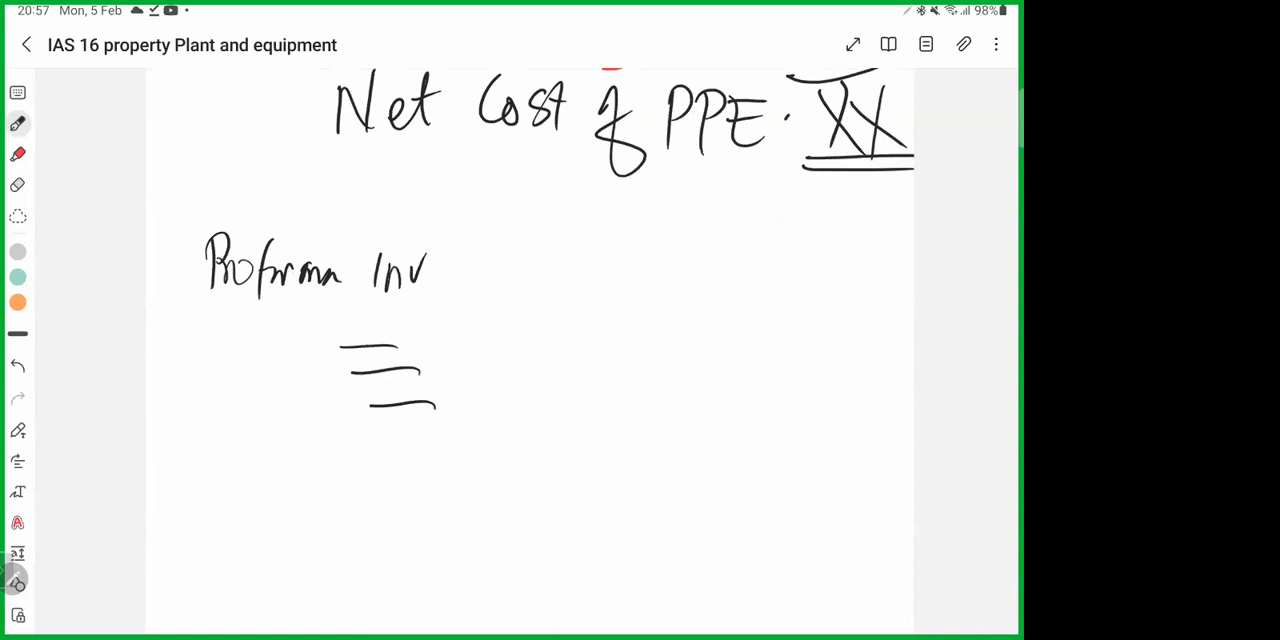 20:57 Mon, 5 Feb 98%
IAS 16 property Plant and equipment
Net Cost of PPE. XX
Proforma Inv